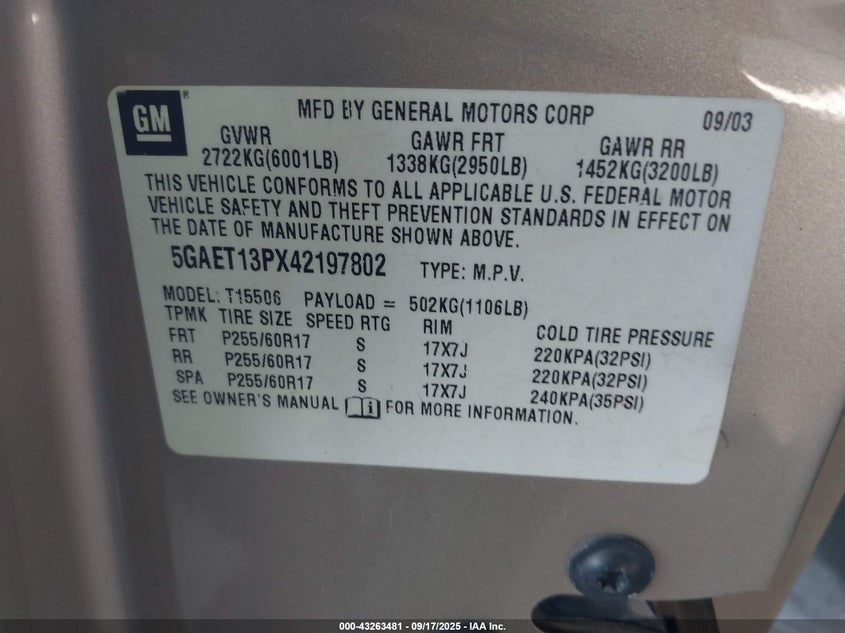 GM ®
MFD BY GENERAL MOTORS CORP 09/03
GVWR GAWR FRT GAWR RR
2722KG(6001LB) 1338KG(2950LB) 1452KG(3200LB)
THIS VEHICLE CONFORMS TO ALL APPLICABLE U.S. FEDERAL MOTOR
VEHICLE SAFETY AND THEFT PREVENTION STANDARDS IN EFFECT ON
THE DATE OF MANUFACTURE SHOWN ABOVE.
5GAET13PX42197802 TYPE: M.P.V.
MODEL: T15506 PAYLOAD = 502KG(1106LB)
TPMK TIRE SIZE SPEED RTG RIM COLD TIRE PRESSURE
FRT P255/60R17 S 17X7J 220KPA(32PSI)
RR P255/60R17 S 17X7J 220KPA(32PSI)
SPA P255/60R17 S 17X7J 240KPA(35PSI)
SEE OWNER'S MANUAL i FOR MORE INFORMATION.
000-43263481 - 09/17/2025 - IAA Inc.